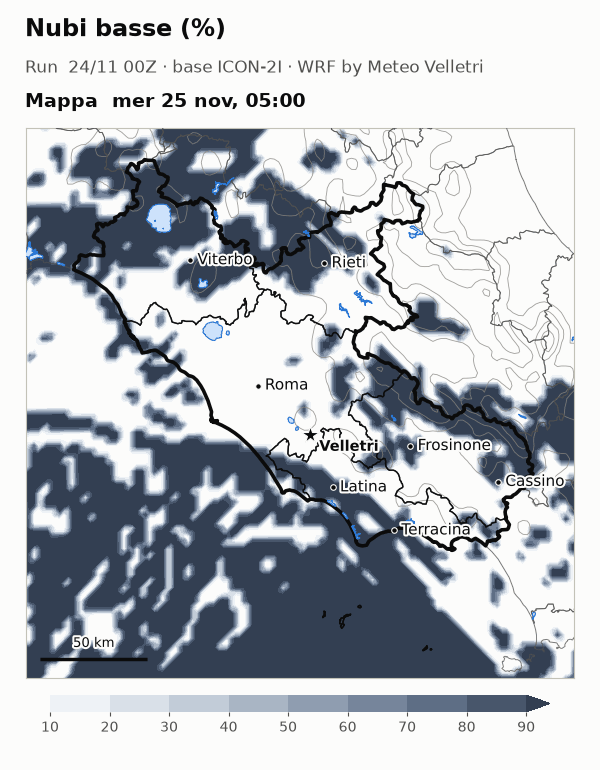 Nubi basse (%)
Run  24/11 00Z · base ICON-2I · WRF by Meteo Velletri
Mappa  mer 25 nov, 05:00
Viterbo
Rieti
Roma
Velletri
Frosinone
Cassino
Latina
Terracina
50 km
10 20 30 40 50 60 70 80 90